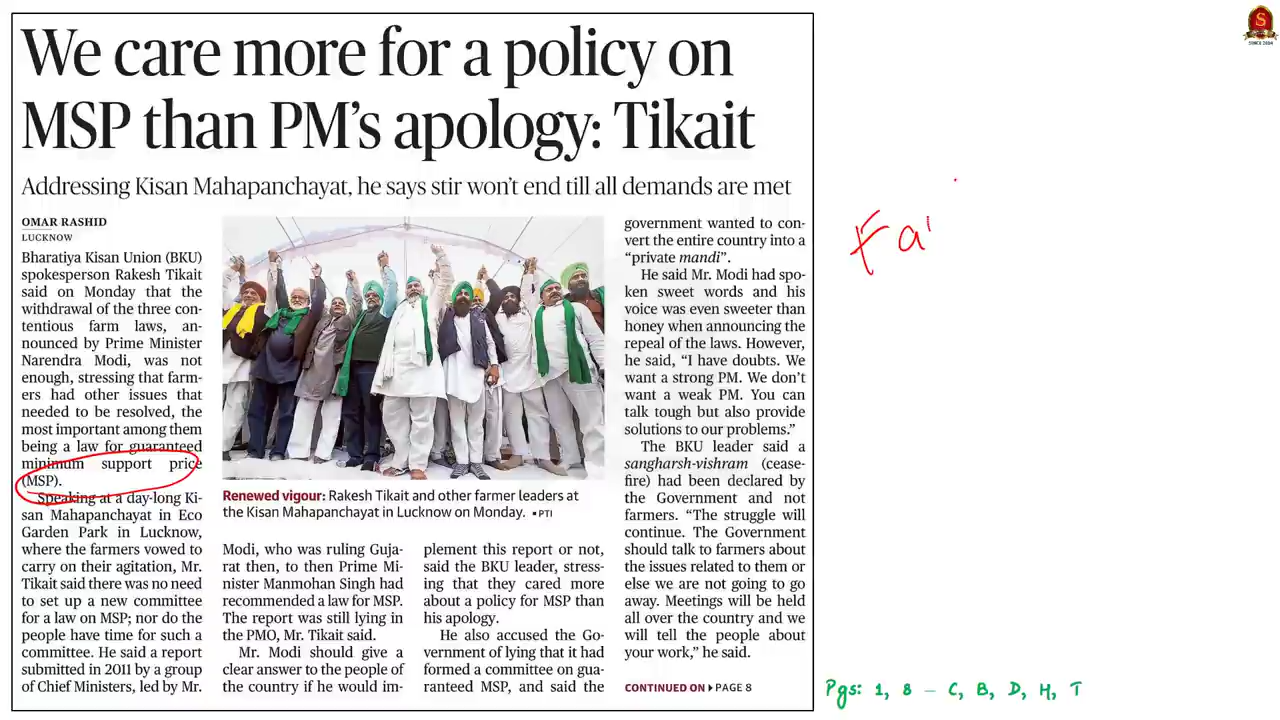 We care more for a policy on
MSP than PM's apology: Tikait
Addressing Kisan Mahapanchayat, he says stir won't end till all demands are met
OMAR RASHID
LUCKNOW
Bharatiya Kisan Union (BKU)
spokesperson Rakesh Tikait
said on Monday that the
withdrawal of the three con-
tentious farm laws, an-
nounced by Prime Minister
Narendra Modi, was not
enough, stressing that farm-
ers had other issues that
needed to be resolved, the
most important among them
being a law for guaranteed
minimum support price
(MSP).
Speaking at a day-long Ki-
san Mahapanchayat in Eco
Garden Park in Lucknow,
where the farmers vowed to
carry on their agitation, Mr.
Tikait said there was no need
to set up a new committee
for a law on MSP; nor do the
people have time for such a
committee. He said a report
submitted in 2011 by a group
of Chief Ministers, led by Mr.
Renewed vigour: Rakesh Tikait and other farmer leaders at
the Kisan Mahapanchayat in Lucknow on Monday. ▪PTI
Modi, who was ruling Guja-
rat then, to then Prime Mi-
nister Manmohan Singh had
recommended a law for MSP.
The report was still lying in
the PMO, Mr. Tikait said.
Mr. Modi should give a
clear answer to the people of
the country if he would im-
plement this report or not,
said the BKU leader, stress-
ing that they cared more
about a policy for MSP than
his apology.
He also accused the Go-
vernment of lying that it had
formed a committee on gua-
ranteed MSP, and said the
government wanted to con-
vert the entire country into a
"private mandi".
He said Mr. Modi had spo-
ken sweet words and his
voice was even sweeter than
honey when announcing the
repeal of the laws. However,
he said, "I have doubts. We
want a strong PM. We don't
want a weak PM. You can
talk tough but also provide
solutions to our problems."
The BKU leader said a
sangharsh-vishram (cease-
fire) had been declared by
the Government and not
farmers. "The struggle will
continue. The Government
should talk to farmers about
the issues related to them or
else we are not going to go
away. Meetings will be held
all over the country and we
will tell the people about
your work," he said.
CONTINUED ON ▸ PAGE 8
S
SINCE 2004
Fa
Pgs: 1, 8 – C, B, D, H, T